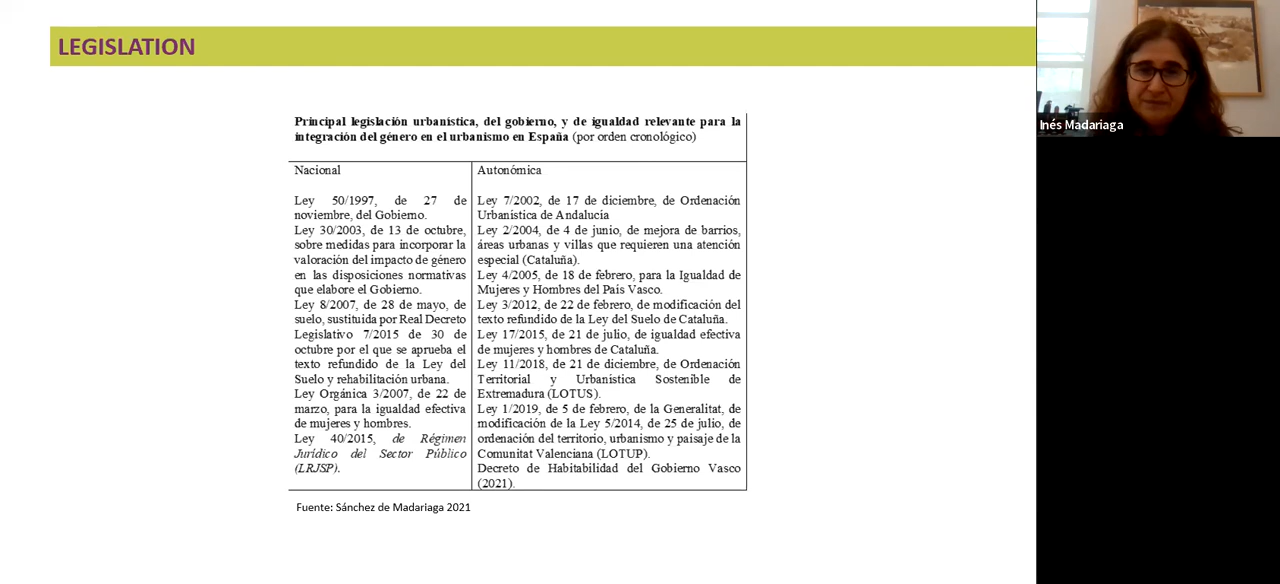 LEGISLATION
Inés Madariaga
Principal legislación urbanística, del gobierno, y de igualdad relevante para la
integración del género en el urbanismo en España (por orden cronológico)
Nacional
Ley 50/1997, de 27 de
noviembre, del Gobierno.
Ley 30/2003, de 13 de octubre,
sobre medidas para incorporar la
valoración del impacto de género
en las disposiciones normativas
que elabore el Gobierno.
Ley 8/2007, de 28 de mayo, de
suelo, sustituida por Real Decreto
Legislativo 7/2015 de 30 de
octubre por el que se aprueba el
texto refundido de la Ley del
Suelo y rehabilitación urbana.
Ley Orgánica 3/2007, de 22 de
marzo, para la igualdad efectiva
de mujeres y hombres.
Ley 40/2015, de Régimen
Jurídico del Sector Público
(LRJSP).
Autonómica
Ley 7/2002, de 17 de diciembre, de Ordenación
Urbanística de Andalucía
Ley 2/2004, de 4 de junio, de mejora de barrios,
áreas urbanas y villas que requieren una atención
especial (Cataluña).
Ley 4/2005, de 18 de febrero, para la Igualdad de
Mujeres y Hombres del País Vasco.
Ley 3/2012, de 22 de febrero, de modificación del
texto refundido de la Ley del Suelo de Cataluña.
Ley 17/2015, de 21 de julio, de igualdad efectiva
de mujeres y hombres de Cataluña.
Ley 11/2018, de 21 de diciembre, de Ordenación
Territorial y Urbanística Sostenible de
Extremadura (LOTUS).
Ley 1/2019, de 5 de febrero, de la Generalitat, de
modificación de la Ley 5/2014, de 25 de julio, de
ordenación del territorio, urbanismo y paisaje de la
Comunitat Valenciana (LOTUP).
Decreto de Habitabilidad del Gobierno Vasco
(2021).
Fuente: Sánchez de Madariaga 2021